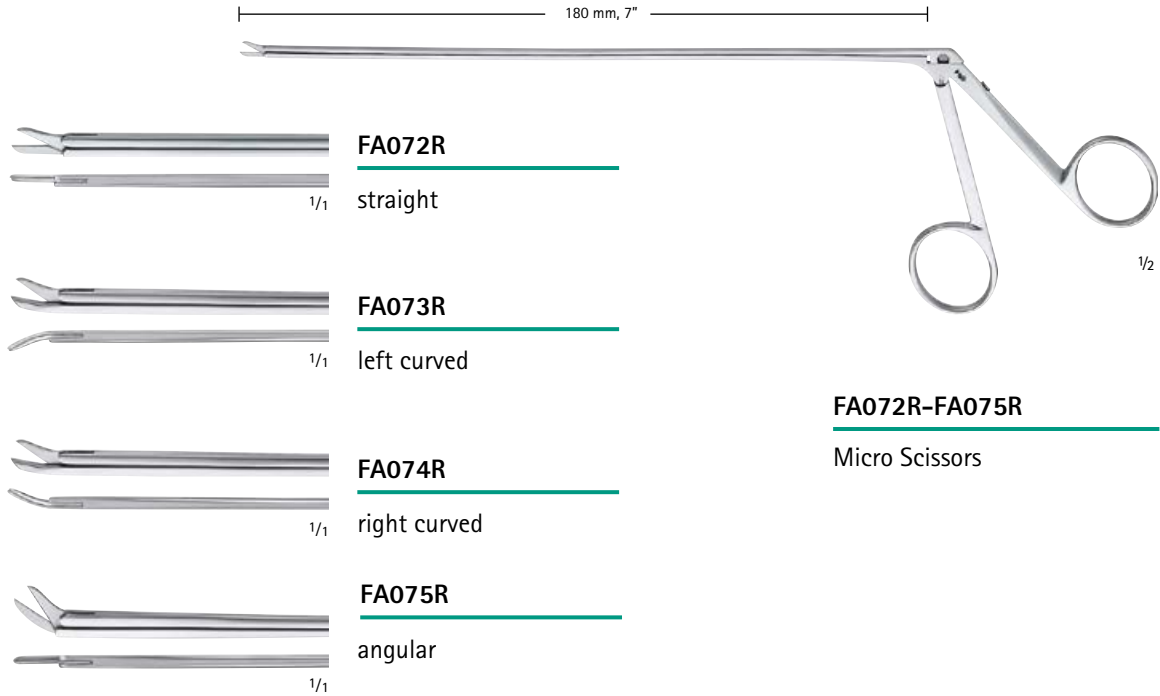 180 mm, 7"
FA072R
straight
1/1
1/2
FA073R
left curved
1/1
FA072R–FA075R
Micro Scissors
FA074R
right curved
1/1
FA075R
angular
1/1